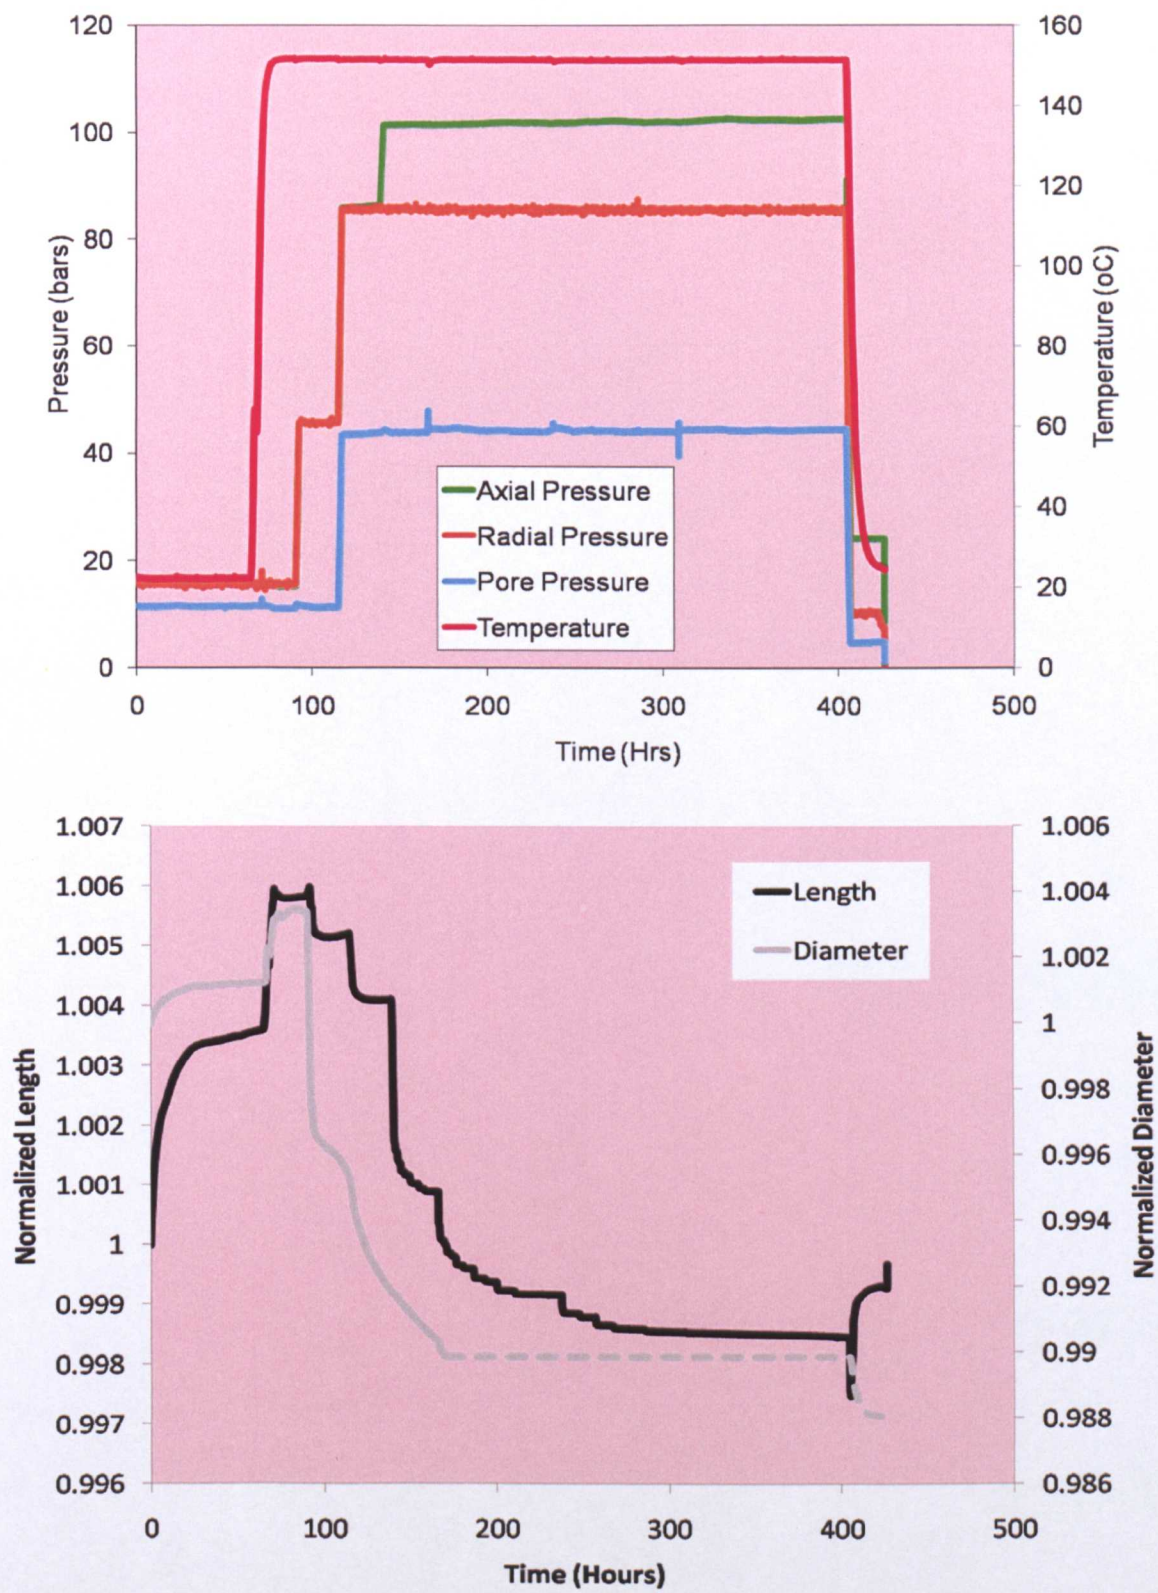 120
100
80
60
40
20
0
Pressure (bars)
160
140
120
100
80
60
40
20
0
Temperature (oC)
Axial Pressure
Radial Pressure
Pore Pressure
Temperature
0 100 200 300 400 500
Time (Hrs)
1.007
1.006
1.005
1.004
1.003
1.002
1.001
1
0.999
0.998
0.997
0.996
Normalized Length
1.006
1.004
1.002
1
0.998
0.996
0.994
0.992
0.99
0.988
0.986
Normalized Diameter
Length
Diameter
0 100 200 300 400 500
Time (Hours)